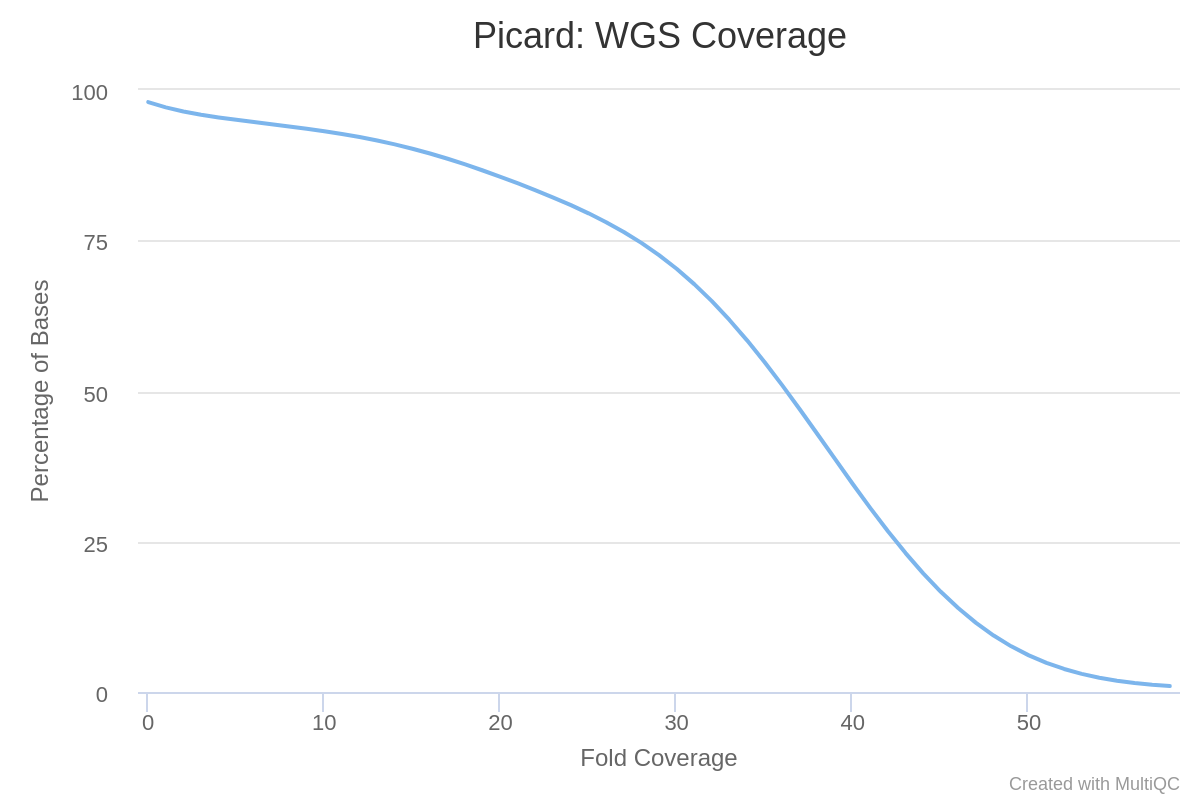 Picard: WGS Coverage
100
75
50
25
0
Percentage of Bases
0 10 20 30 40 50
Fold Coverage
Created with MultiQC